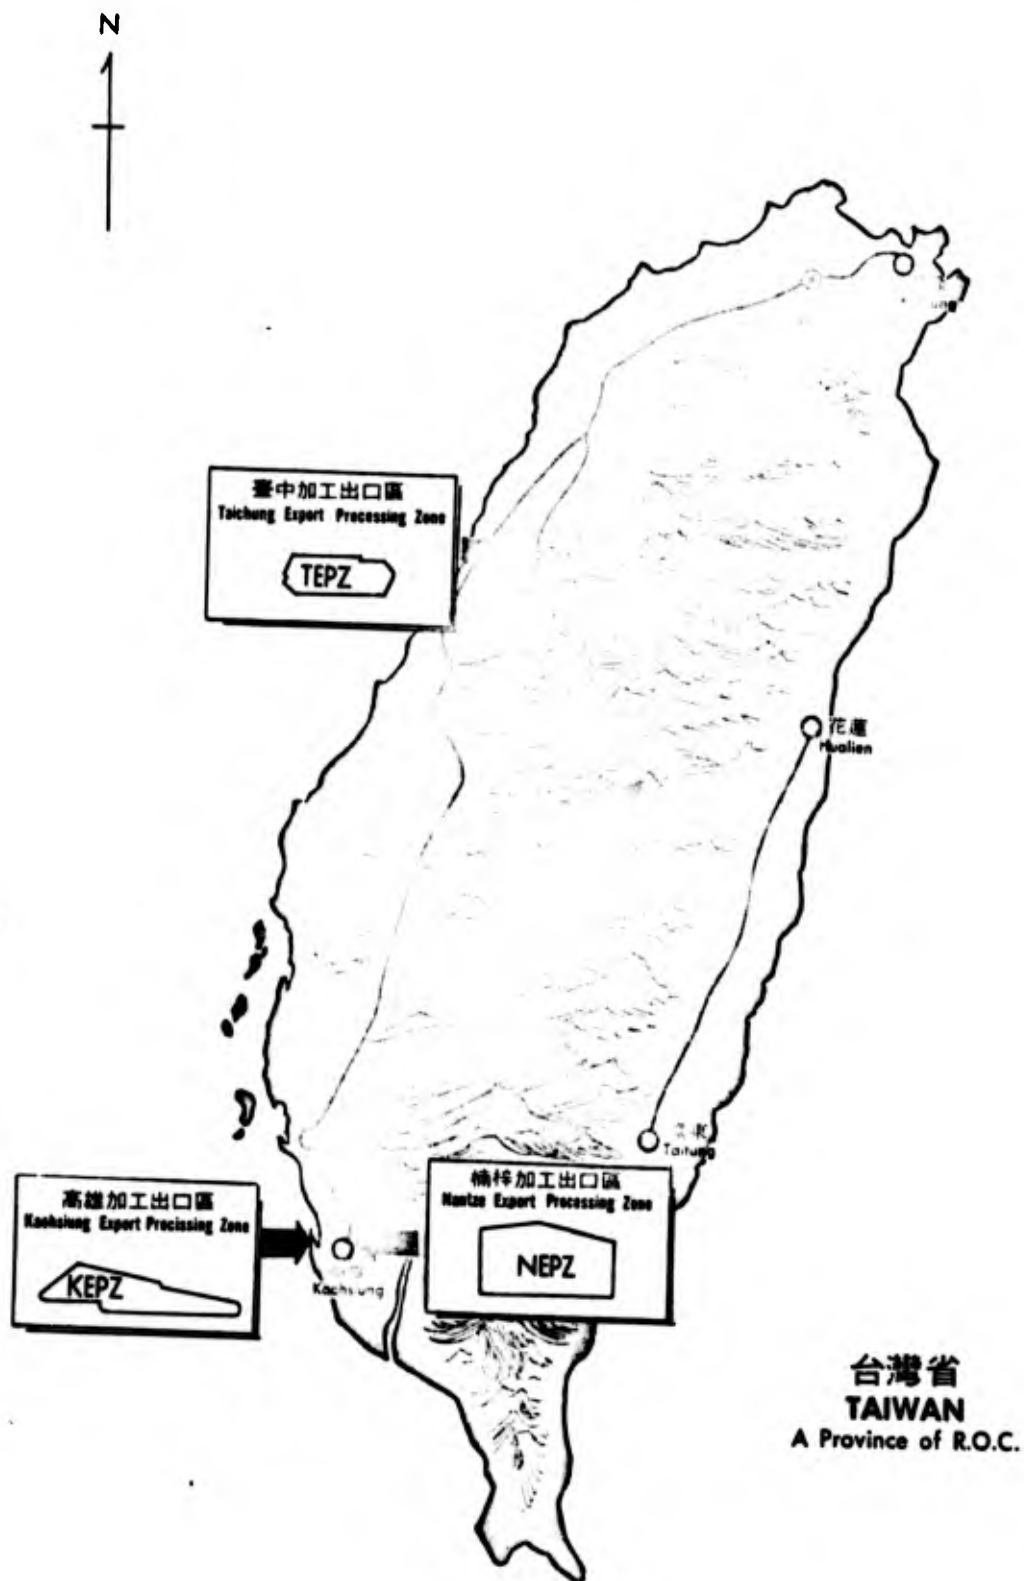 N
臺中加工出口區
Taichung Export Processing Zone
TEPZ
花蓮
Hualien
Taitung
高雄加工出口區
Kaohsiung Export Procissing Zone
KEPZ
楠梓加工出口區
Nantze Export Processing Zone
NEPZ
Kaohsiung
台灣省
TAIWAN
A Province of R.O.C.